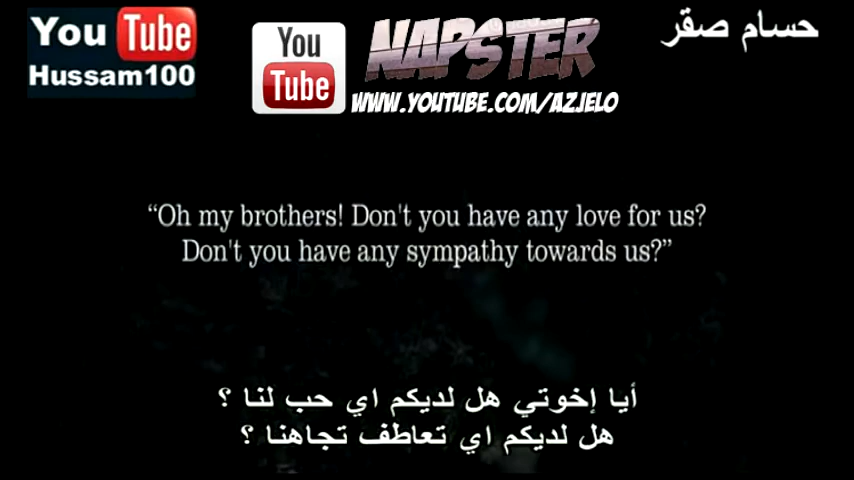 You Tube
Hussam100
You
Tube
NAPSTER
WWW.YOUTUBE.COM/AZJELO
حسام صقر
“Oh my brothers! Don't you have any love for us?
Don't you have any sympathy towards us?”
أيا إخوتي هل لديكم اي حب لنا ؟
هل لديكم اي تعاطف تجاهنا ؟